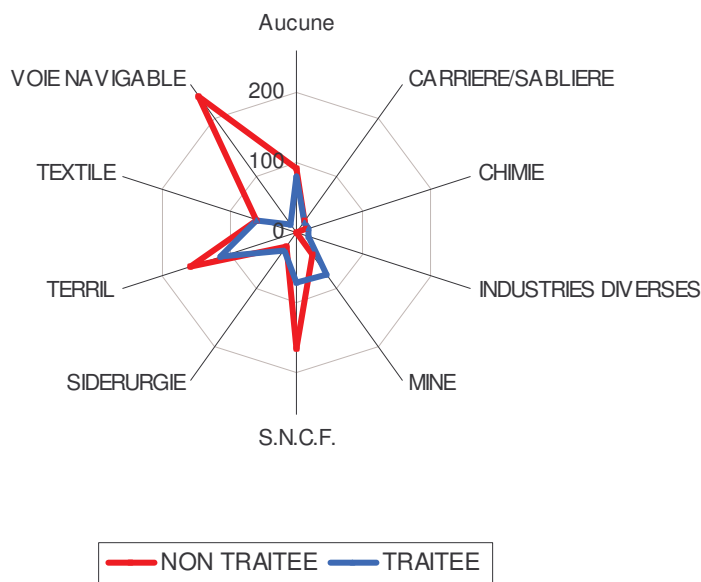 Aucune
VOIE NAVIGABLE
CARRIERE/SABLIERE
200
TEXTILE
100
CHIMIE
0
TERRIL
INDUSTRIES DIVERSES
SIDERURGIE
MINE
S.N.C.F.
NON TRAITEE
TRAITEE